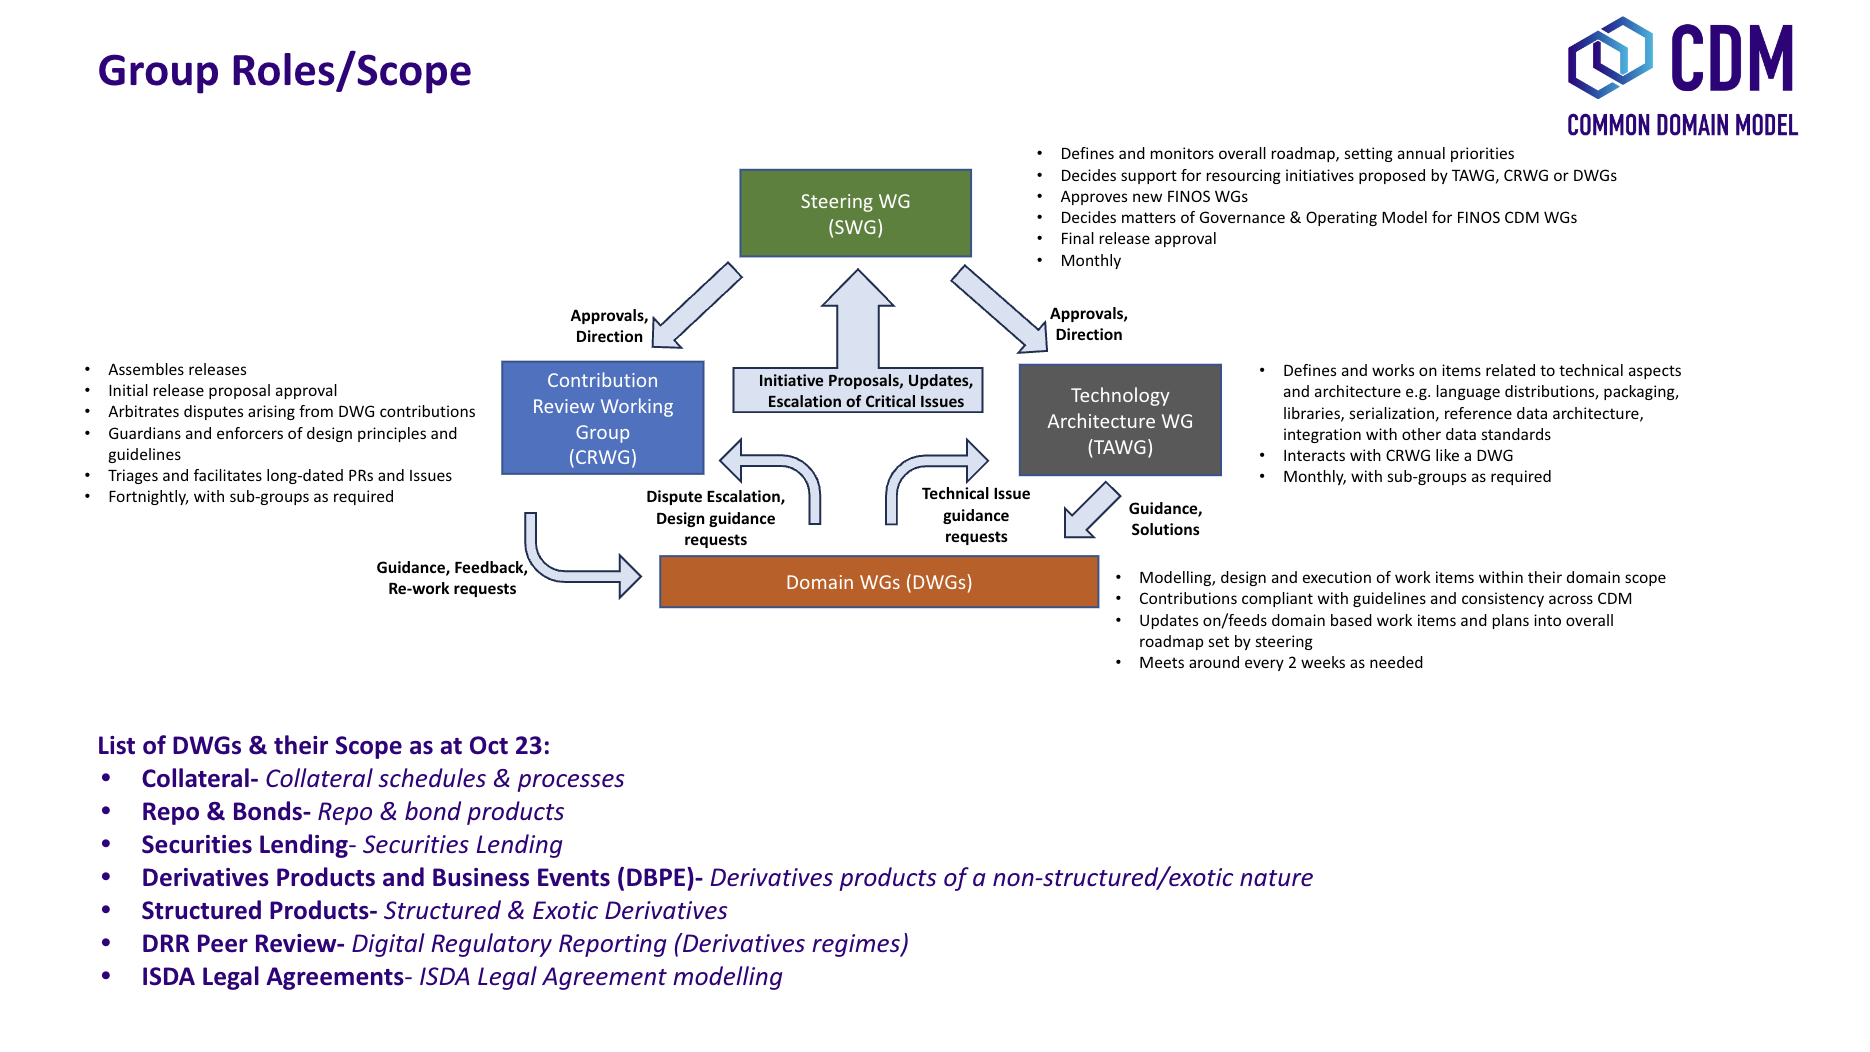 Group Roles/Scope
CDM
COMMON DOMAIN MODEL
Steering WG
(SWG)
• Defines and monitors overall roadmap, setting annual priorities
• Decides support for resourcing initiatives proposed by TAWG, CRWG or DWGs
• Approves new FINOS WGs
• Decides matters of Governance & Operating Model for FINOS CDM WGs
• Final release approval
• Monthly
Approvals,
Direction
Approvals,
Direction
• Assembles releases
• Initial release proposal approval
• Arbitrates disputes arising from DWG contributions
• Guardians and enforcers of design principles and
guidelines
• Triages and facilitates long-dated PRs and Issues
• Fortnightly, with sub-groups as required
Contribution
Review Working
Group
(CRWG)
Initiative Proposals, Updates,
Escalation of Critical Issues
Technology
Architecture WG
(TAWG)
• Defines and works on items related to technical aspects
and architecture e.g. language distributions, packaging,
libraries, serialization, reference data architecture,
integration with other data standards
• Interacts with CRWG like a DWG
• Monthly, with sub-groups as required
Dispute Escalation,
Design guidance
requests
Technical Issue
guidance
requests
Guidance,
Solutions
Guidance, Feedback,
Re-work requests
Domain WGs (DWGs)
• Modelling, design and execution of work items within their domain scope
• Contributions compliant with guidelines and consistency across CDM
• Updates on/feeds domain based work items and plans into overall
roadmap set by steering
• Meets around every 2 weeks as needed
List of DWGs & their Scope as at Oct 23:
• Collateral- Collateral schedules & processes
• Repo & Bonds- Repo & bond products
• Securities Lending- Securities Lending
• Derivatives Products and Business Events (DBPE)- Derivatives products of a non-structured/exotic nature
• Structured Products- Structured & Exotic Derivatives
• DRR Peer Review- Digital Regulatory Reporting (Derivatives regimes)
• ISDA Legal Agreements- ISDA Legal Agreement modelling